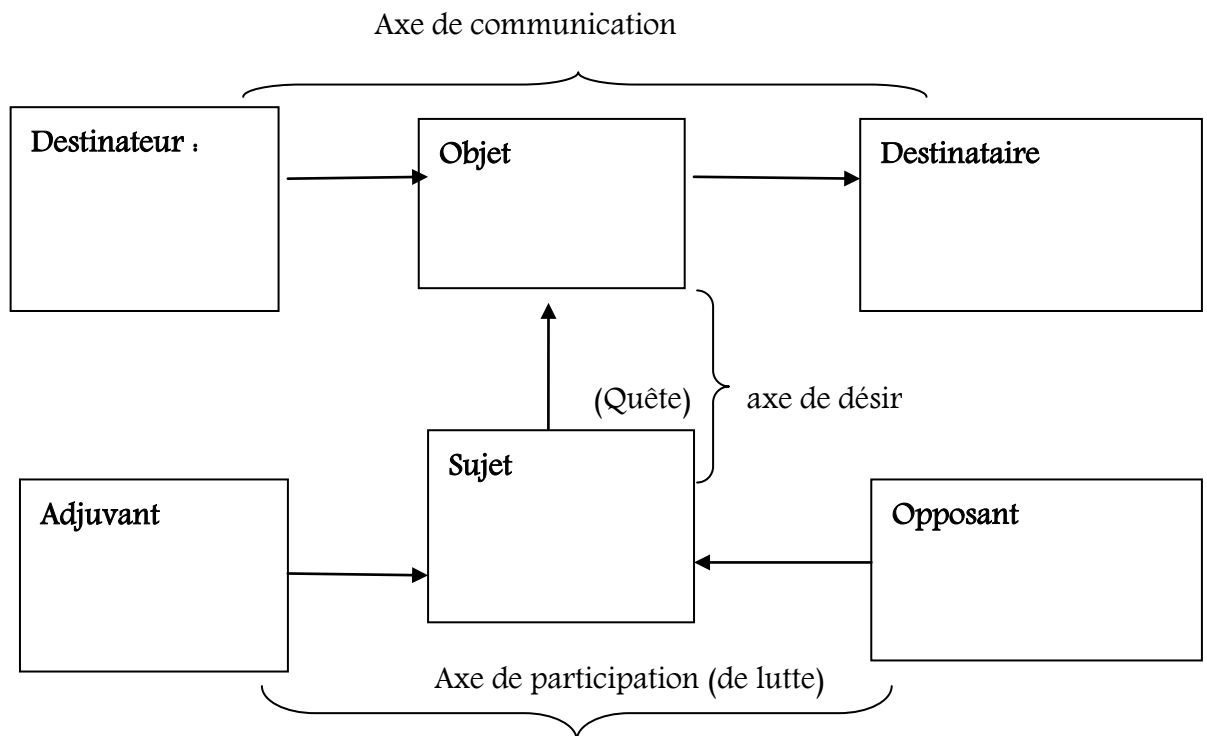 Axe de communication
Destinateur :
Objet
Destinataire
(Quête)
axe de désir
Sujet
Adjuvant
Opposant
Axe de participation (de lutte)